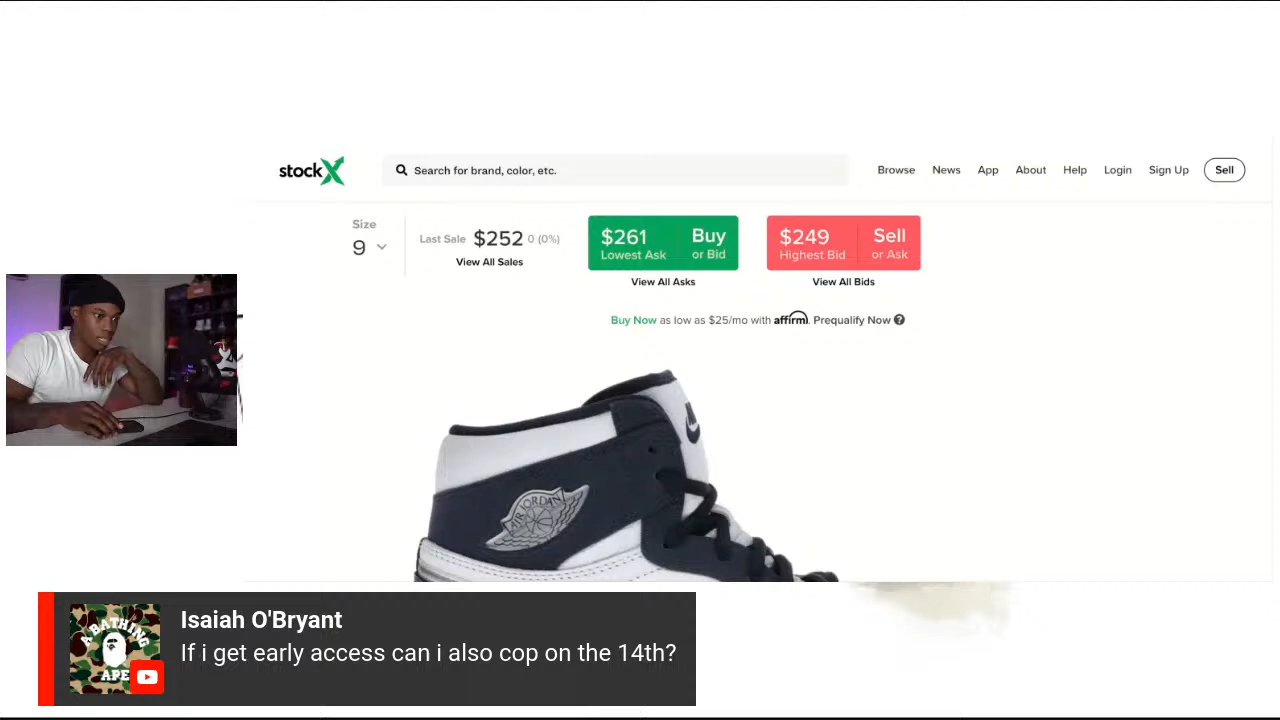 stockX
Search for brand, color, etc.
Browse News App About Help Login Sign Up Sell
Size
9
Last Sale $252 0 (0%)
View All Sales
$261 Buy
Lowest Ask or Bid
View All Asks
$249 Sell
Highest Bid or Ask
View All Bids
Buy Now as low as $25/mo with affirm. Prequalify Now ?
AIR JORDAN
A BATHING
APE
Isaiah O'Bryant
If i get early access can i also cop on the 14th?